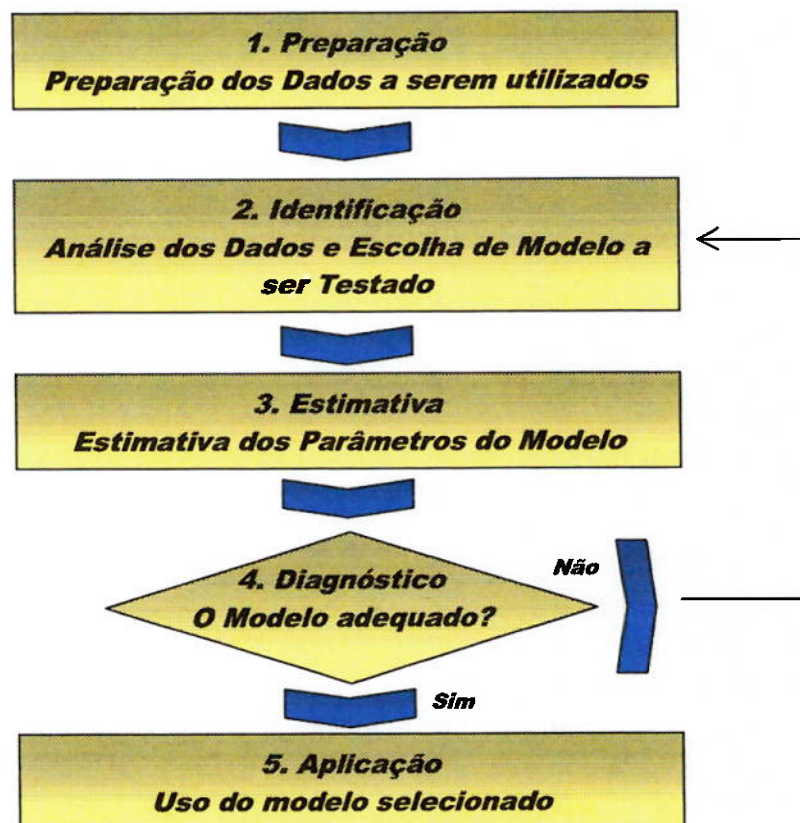 1. Preparação
Preparação dos Dados a serem utilizados
2. Identificação
Análise dos Dados e Escolha de Modelo a
ser Testado
3. Estimativa
Estimativa dos Parâmetros do Modelo
4. Diagnóstico
O Modelo adequado?
Não
Sim
5. Aplicação
Uso do modelo selecionado